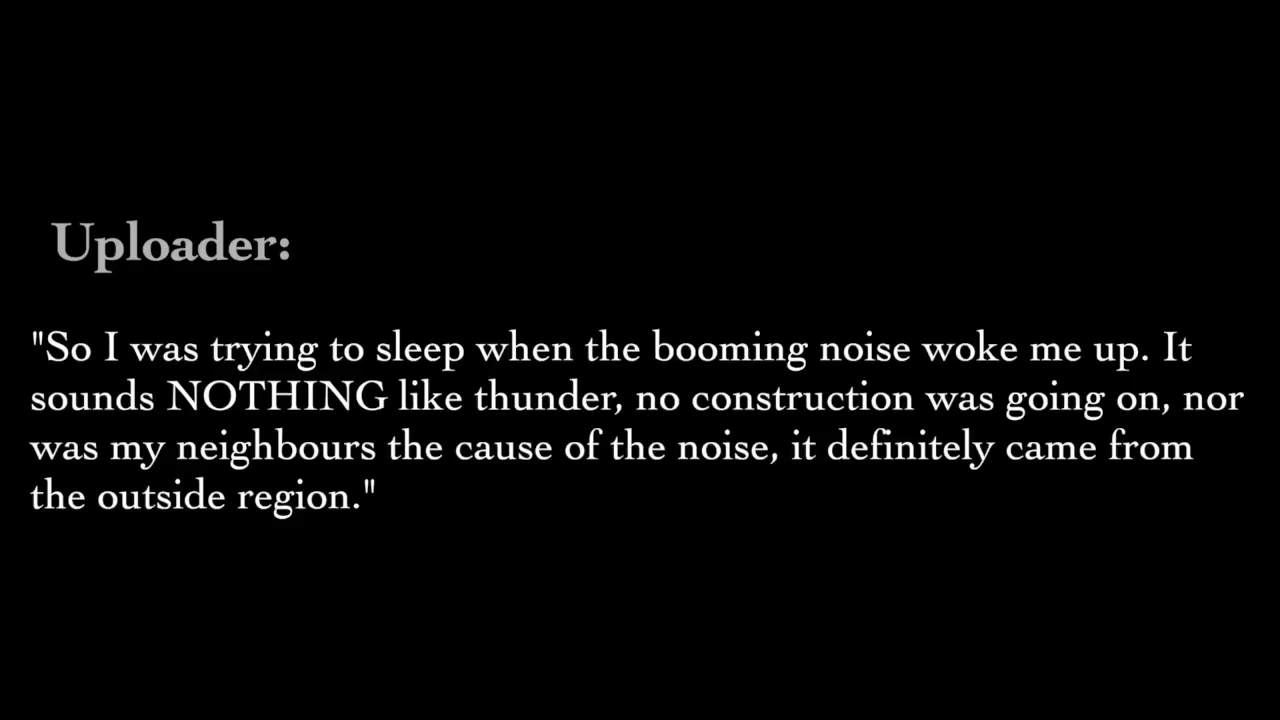 Uploader:
"So I was trying to sleep when the booming noise woke me up. It
sounds NOTHING like thunder, no construction was going on, nor
was my neighbours the cause of the noise, it definitely came from
the outside region."